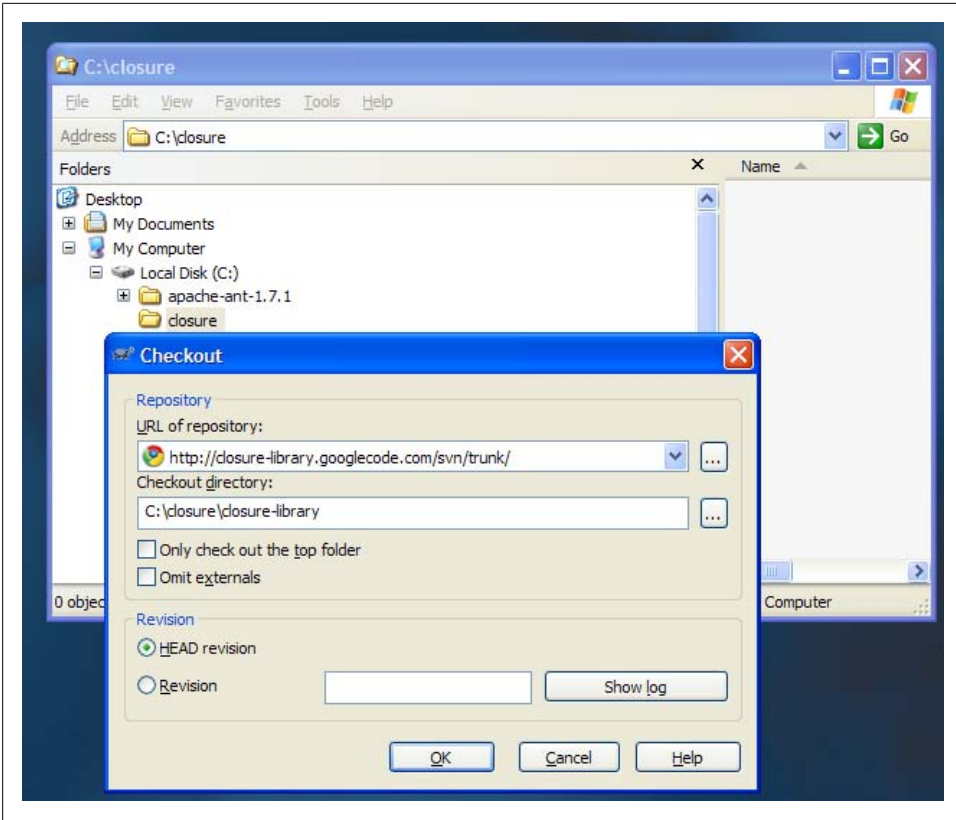 C:\closure
File Edit View Favorites Tools Help
Address C:\closure Go
Folders x Name
Desktop
My Documents
My Computer
Local Disk (C:)
apache-ant-1.7.1
closure
Checkout
Repository
URL of repository:
http://closure-library.googlecode.com/svn/trunk/
...
Checkout directory:
C:\closure\closure-library
...
Only check out the top folder
Omit externals
0 objec Computer
Revision
HEAD revision
Revision Show log
OK Cancel Help